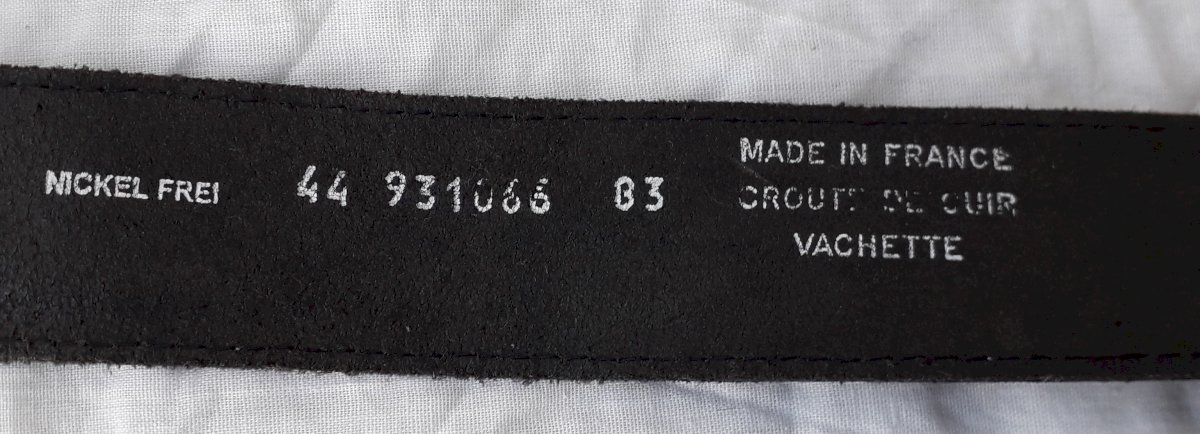 NICKEL FREI
44 931066 B3
MADE IN FRANCE
CROUTE DE CUIR
VACHETTE